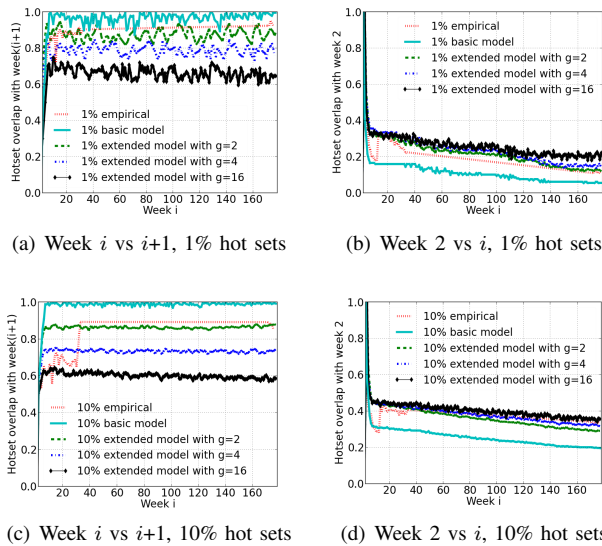 Hotset overlap with week(i+1)
1.0
0.8
0.6
0.4
0.2
0.0
1% empirical
1% basic model
1% extended model with g=2
1% extended model with g=4
1% extended model with g=16
20 40 60 80 100 120 140 160
Week i
(a) Week i vs i+1, 1% hot sets
Hotset overlap with week 2
1.0
0.8
0.6
0.4
0.2
0.0
1% empirical
1% basic model
1% extended model with g=2
1% extended model with g=4
1% extended model with g=16
20 40 60 80 100 120 140 160
Week i
(b) Week 2 vs i, 1% hot sets
Hotset overlap with week(i+1)
1.0
0.8
0.6
0.4
0.2
0.0
10% empirical
10% basic model
10% extended model with g=2
10% extended model with g=4
10% extended model with g=16
20 40 60 80 100 120 140 160
Week i
(c) Week i vs i+1, 10% hot sets
Hotset overlap with week 2
1.0
0.8
0.6
0.4
0.2
0.0
10% empirical
10% basic model
10% extended model with g=2
10% extended model with g=4
10% extended model with g=16
20 40 60 80 100 120 140 160
Week i
(d) Week 2 vs i, 10% hot sets